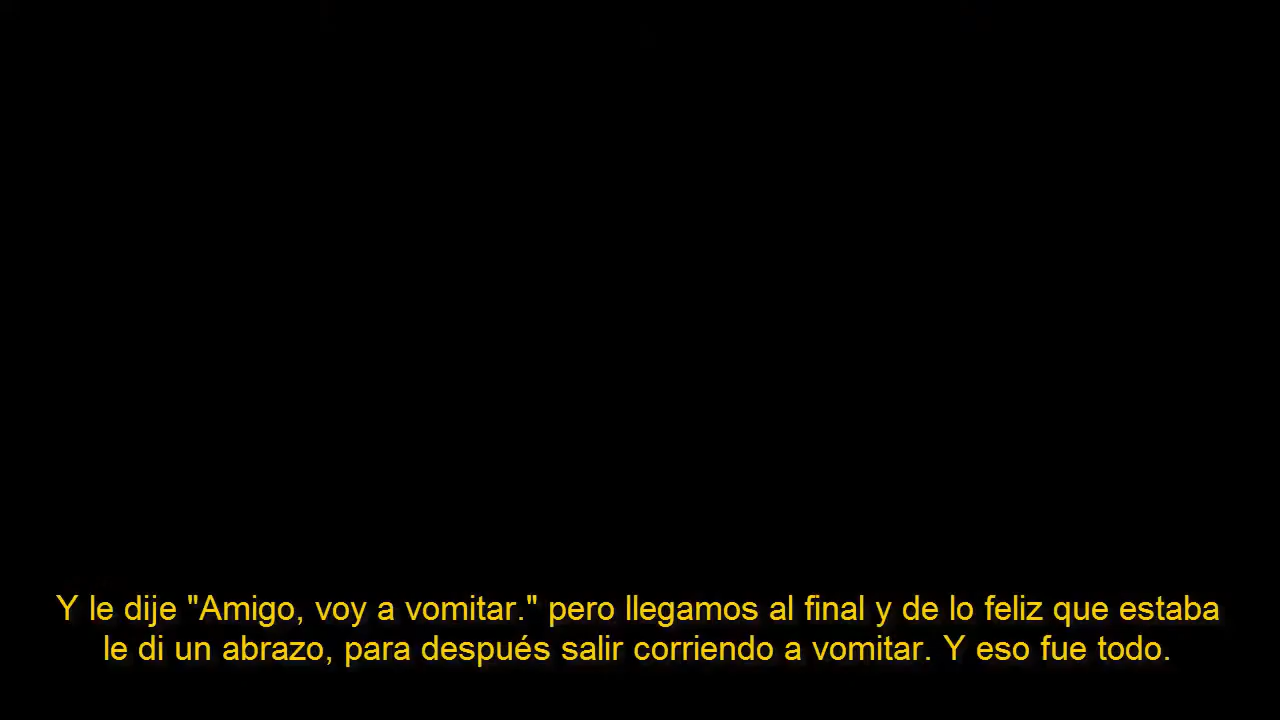 Y le dije "Amigo, voy a vomitar." pero llegamos al final y de lo feliz que estaba
le di un abrazo, para después salir corriendo a vomitar. Y eso fue todo.